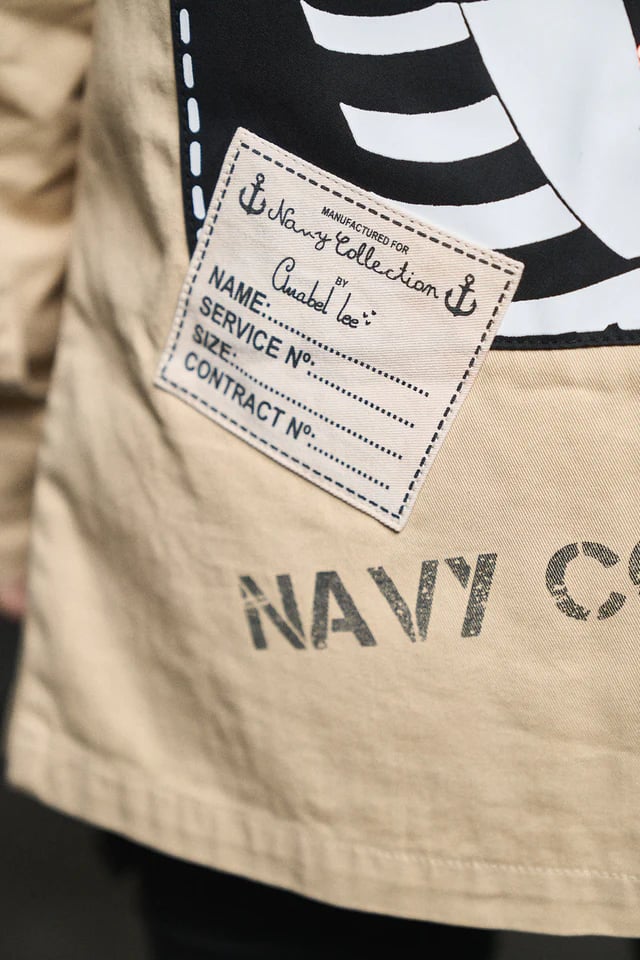 MANUFACTURED FOR
Navy Collection
BY
Anabel Lee
NAME:........................
SERVICE Nº:...............
SIZE:..........................
CONTRACT Nº:...........
NAVY